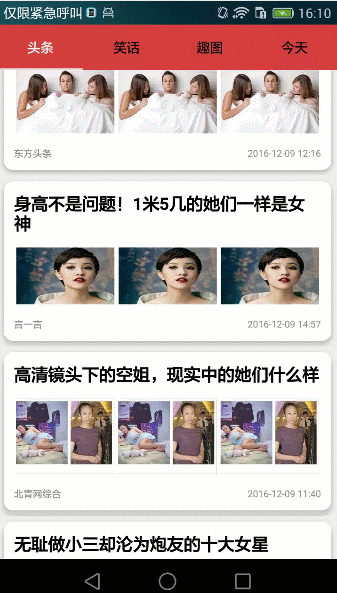 仅限紧急呼叫 16:10
头条 笑话 趣图 今天
东方头条 2016-12-09 12:16
身高不是问题！1米5几的她们一样是女
神
言一言 2016-12-09 14:57
高清镜头下的空姐，现实中的她们什么样
北青网综合 2016-12-09 11:40
无耻做小三却沦为炮友的十大女星